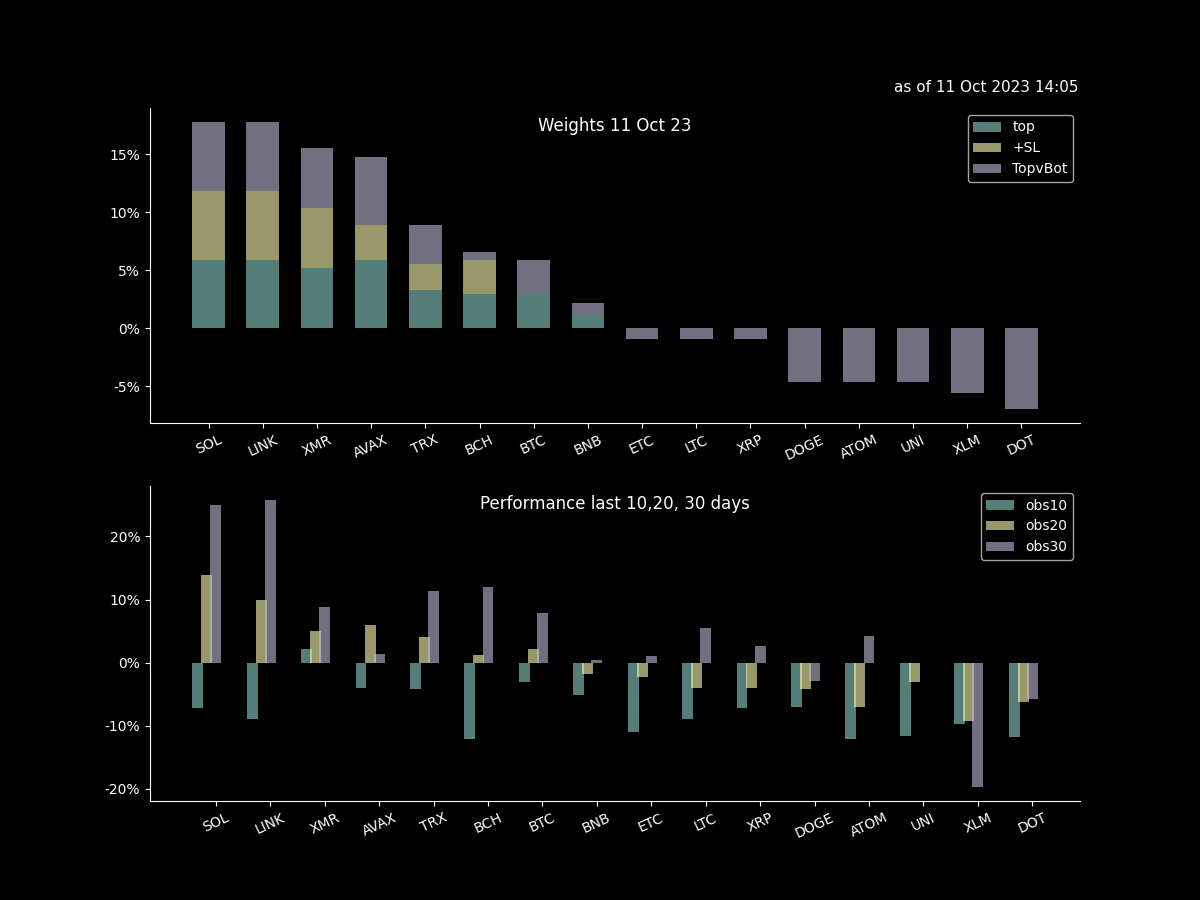 as of 11 Oct 2023 14:05
Weights 11 Oct 23
top
+SL
TopvBot
15%
10%
5%
0%
-5%
SOL LINK XMR AVAX TRX BCH BTC BNB ETC LTC XRP DOGE ATOM UNI XLM DOT
Performance last 10,20, 30 days
obs10
obs20
obs30
20%
10%
0%
-10%
-20%
SOL LINK XMR AVAX TRX BCH BTC BNB ETC LTC XRP DOGE ATOM UNI XLM DOT